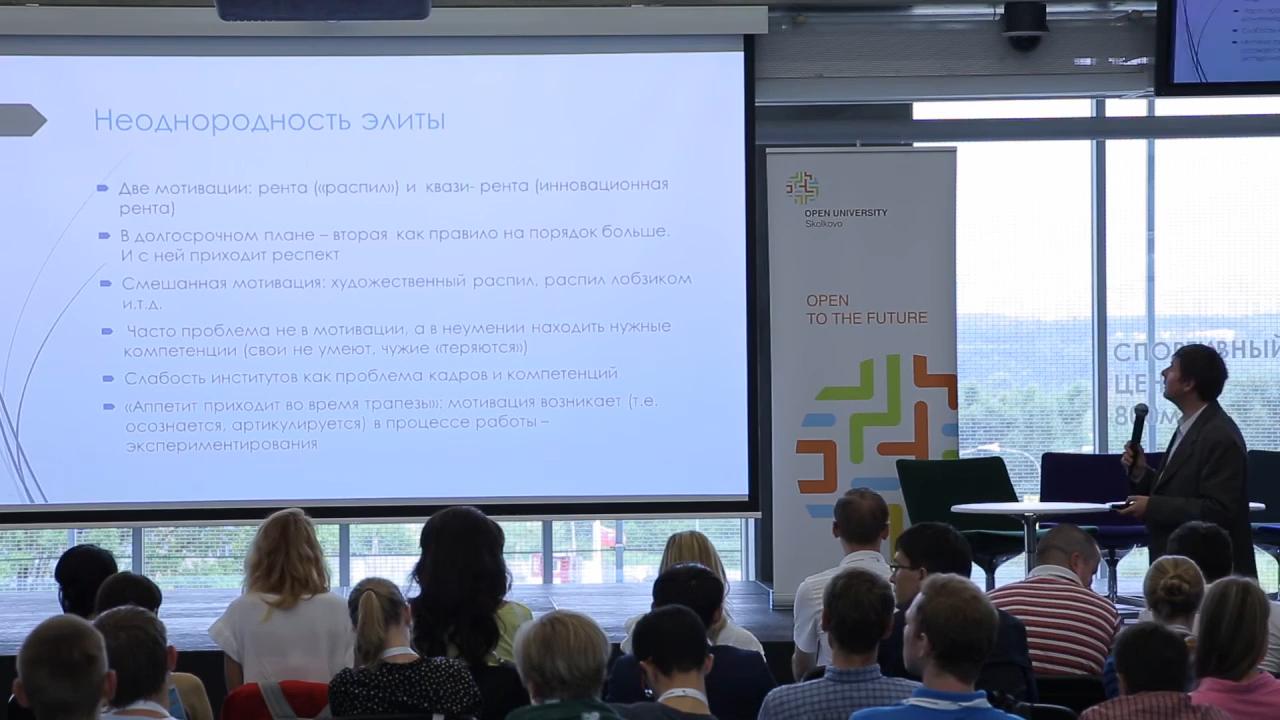 Неоднородность элиты
Две мотивации: рента («распил») и квази- рента (инновационная
рента)
В долгосрочном плане – вторая как правило на порядок больше.
И с ней приходит респект
Смешанная мотивация: художественный распил, распил лобзиком
и.т.д.
Часто проблема не в мотивации, а в неумении находить нужные
компетенции (свои не умеют, чужие «теряются»)
Слабость институтов как проблема кадров и компетенций
«Аппетит приходит во время трапезы»: мотивация возникает (т.е.
осознается, артикулируется) в процессе работы –
экспериментирования
OPEN UNIVERSITY
Skolkovo
OPEN
TO THE FUTURE